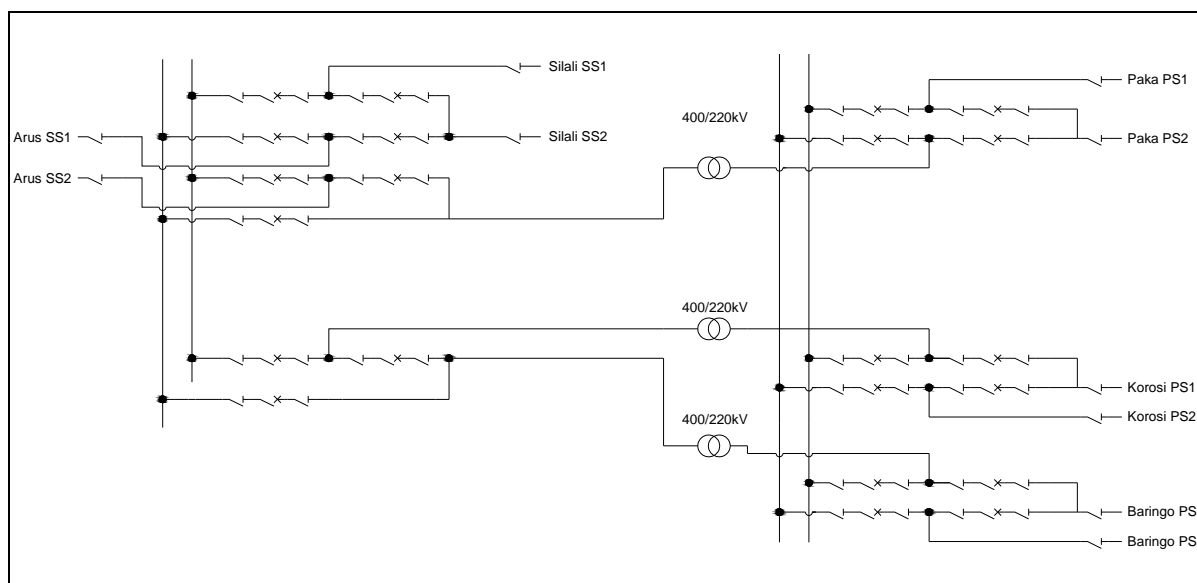 Silali SS1
Paka PS1
400/220kV
Arus SS1
Silali SS2
Paka PS2
Arus SS2
400/220kV
Korosi PS1
Korosi PS2
400/220kV
Baringo PS
Baringo PS